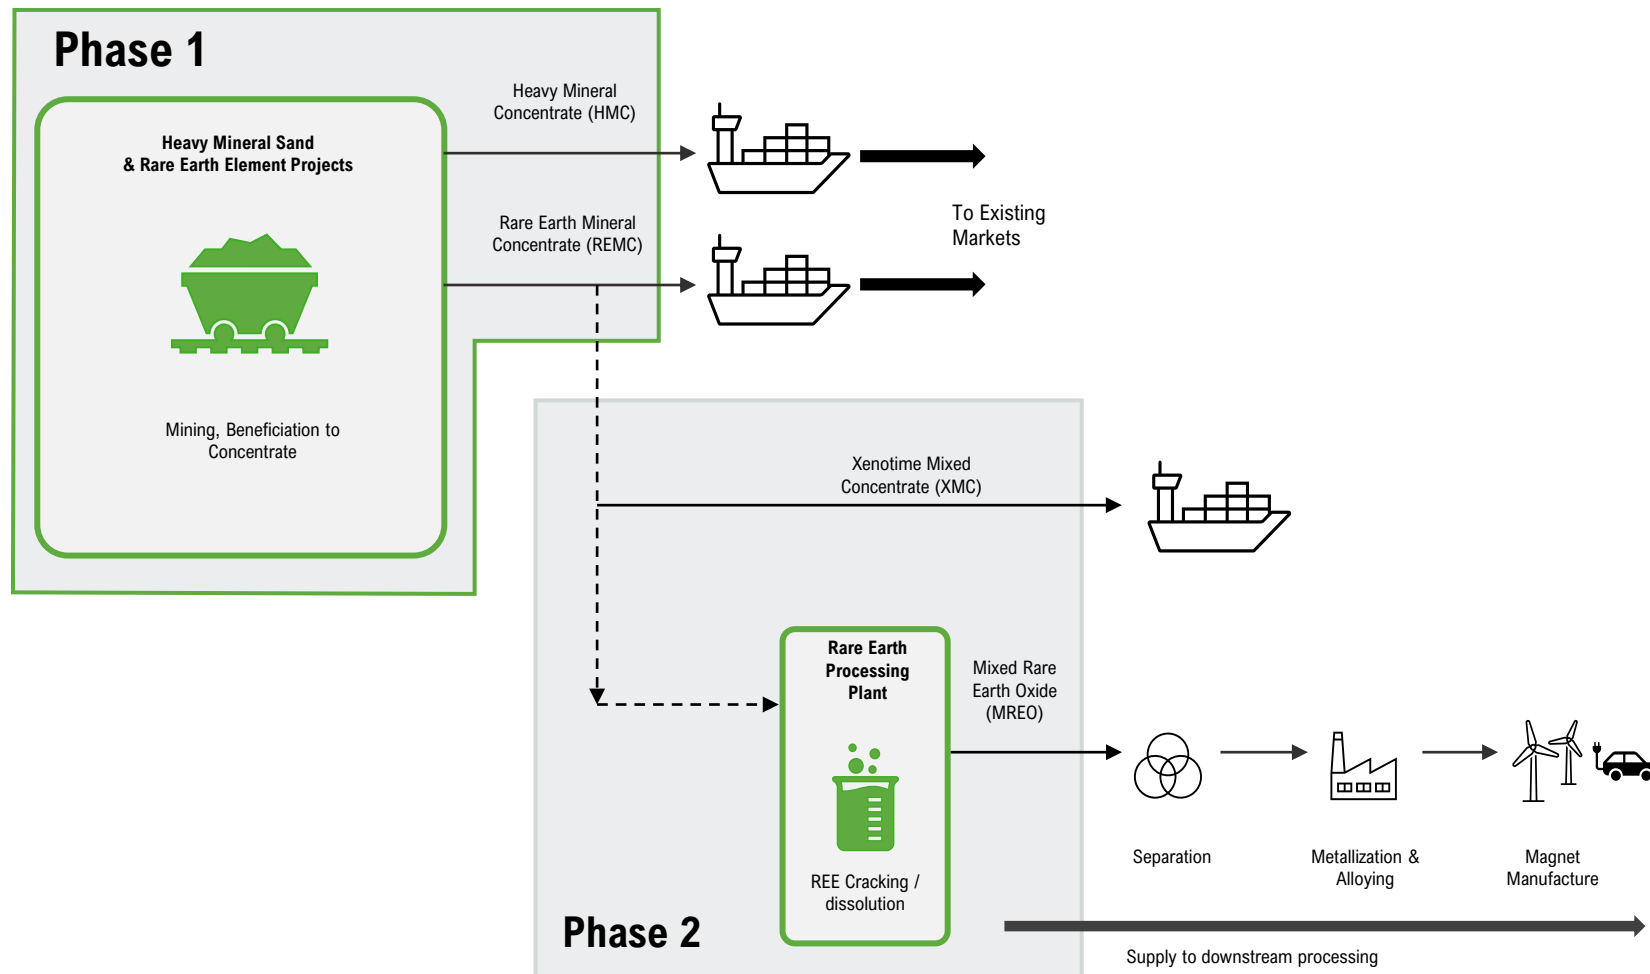 Phase 1
Heavy Mineral Sand
& Rare Earth Element Projects
Mining, Beneficiation to
Concentrate
Heavy Mineral
Concentrate (HMC)
Rare Earth Mineral
Concentrate (REMC)
To Existing
Markets
Xenotime Mixed
Concentrate (XMC)
Rare Earth
Processing
Plant
REE Cracking /
dissolution
Phase 2
Mixed Rare
Earth Oxide
(MREO)
Separation
Metallization &
Alloying
Magnet
Manufacture
Supply to downstream processing